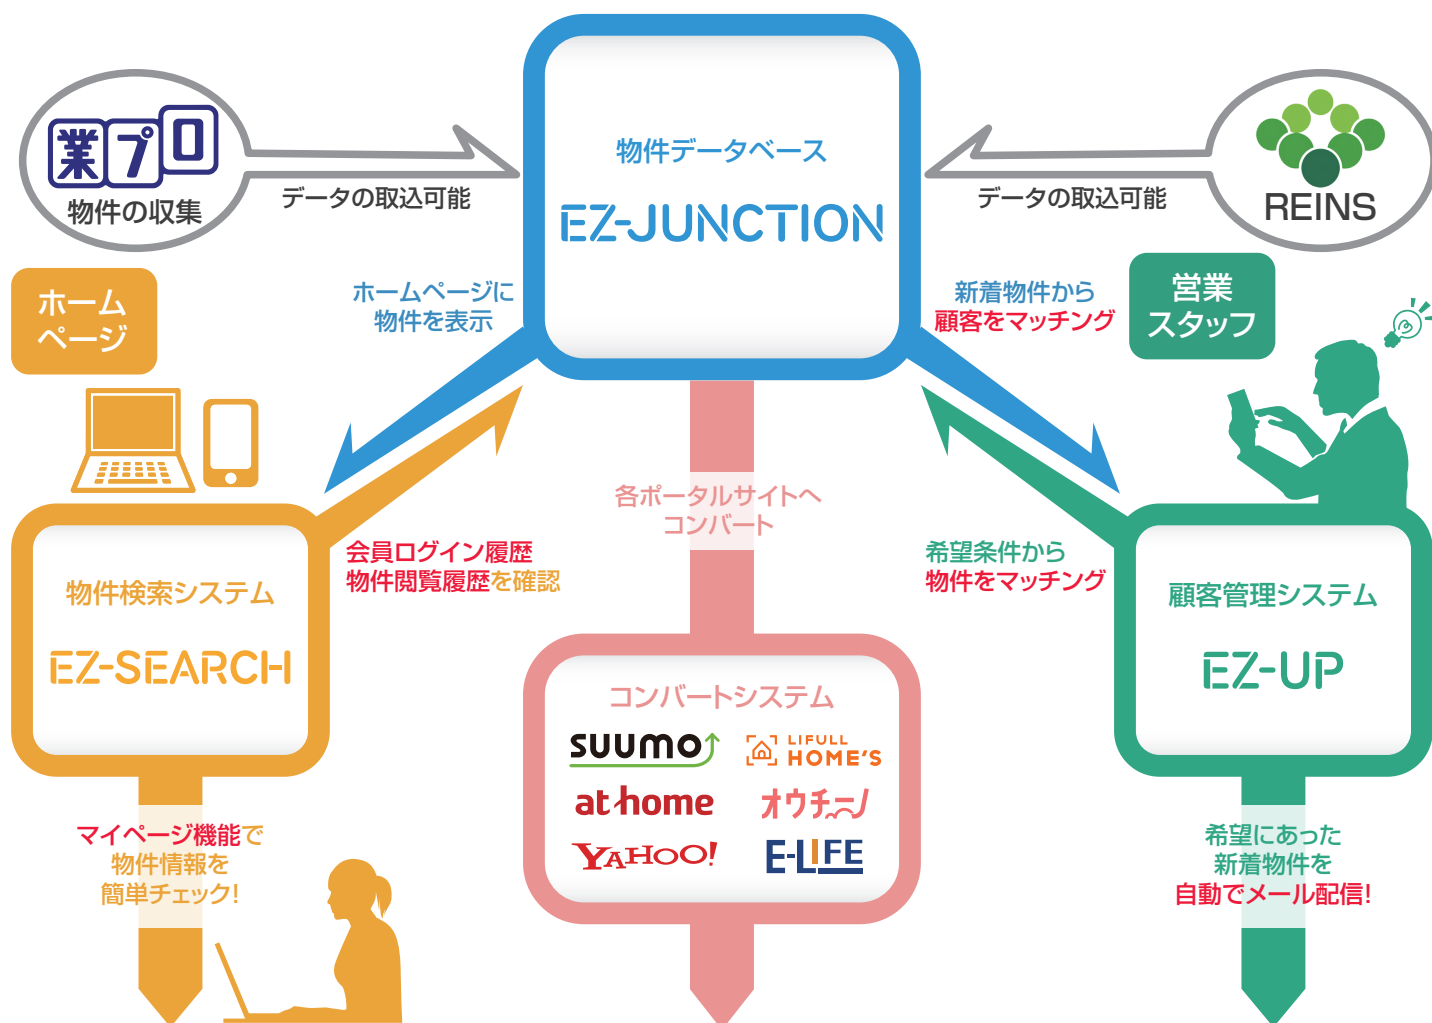 業プロ
物件の収集
データの取込可能
物件データベース
EZ-JUNCTION
データの取込可能
REINS
ホーム
ページ
ホームページに
物件を表示
新着物件から
顧客をマッチング
営業
スタッフ
各ポータルサイトへ
コンバート
会員ログイン履歴
物件閲覧履歴を確認
希望条件から
物件をマッチング
物件検索システム
EZ-SEARCH
コンバートシステム
suumo
LIFULL
HOME'S
at home
オウチーノ
YAHOO!
E-LIFE
顧客管理システム
EZ-UP
マイページ機能で
物件情報を
簡単チェック!
希望にあった
新着物件を
自動でメール配信!